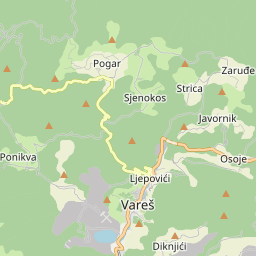 Pogar
Zaruđe
Strica
Sjenokos
Javornik
Ponikva
Osoje
Ljepovići
Vareš
Diknjići